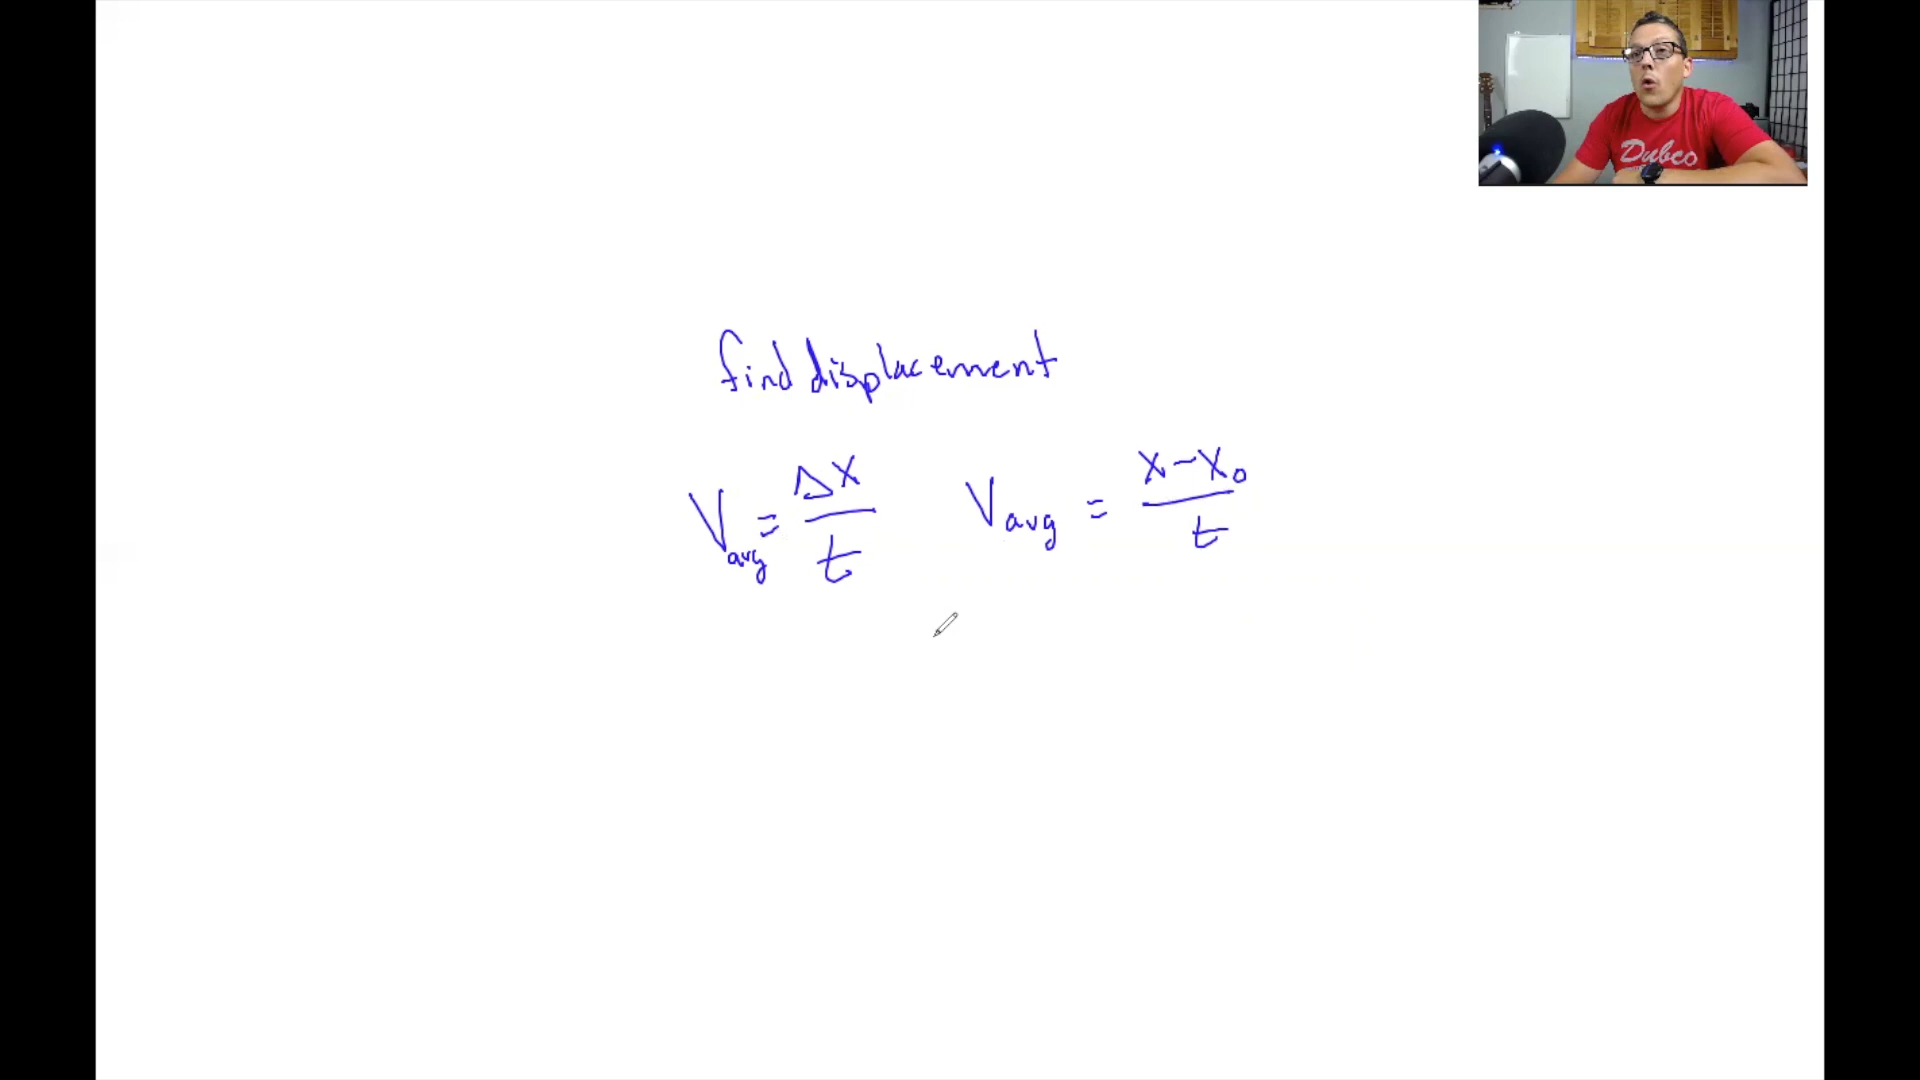 Dubco
find displacement
Vavg = Δx/t    Vavg = x-x₀/t